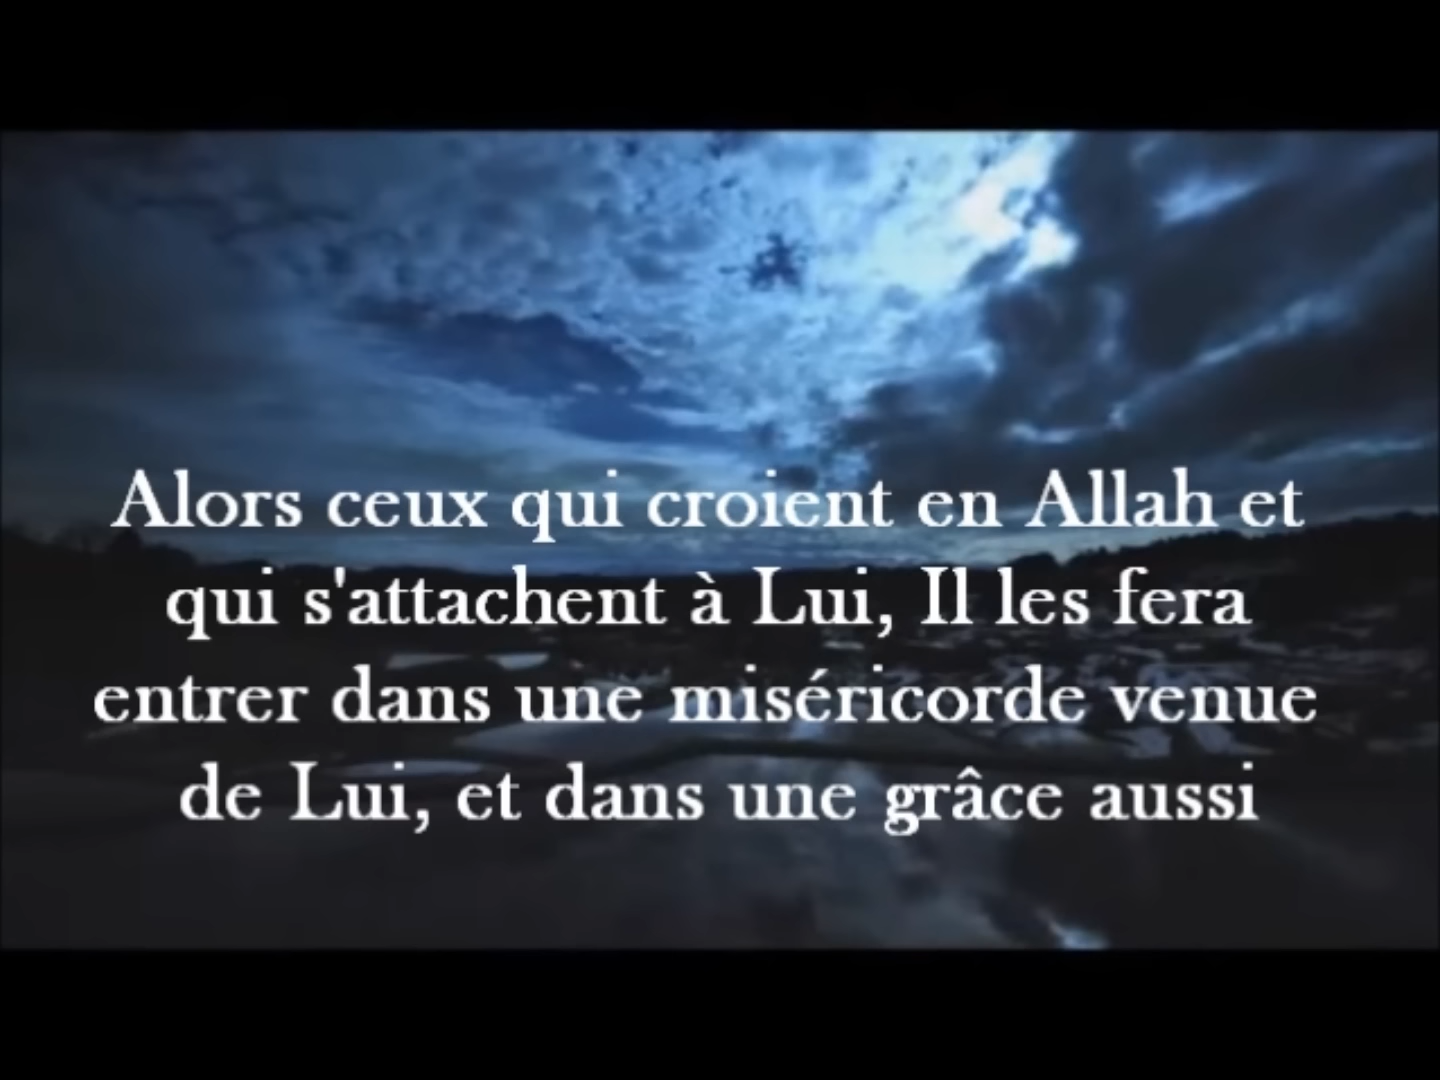 Alors ceux qui croient en Allah et
qui s'attachent à Lui, Il les fera
entrer dans une miséricorde venue
de Lui, et dans une grâce aussi